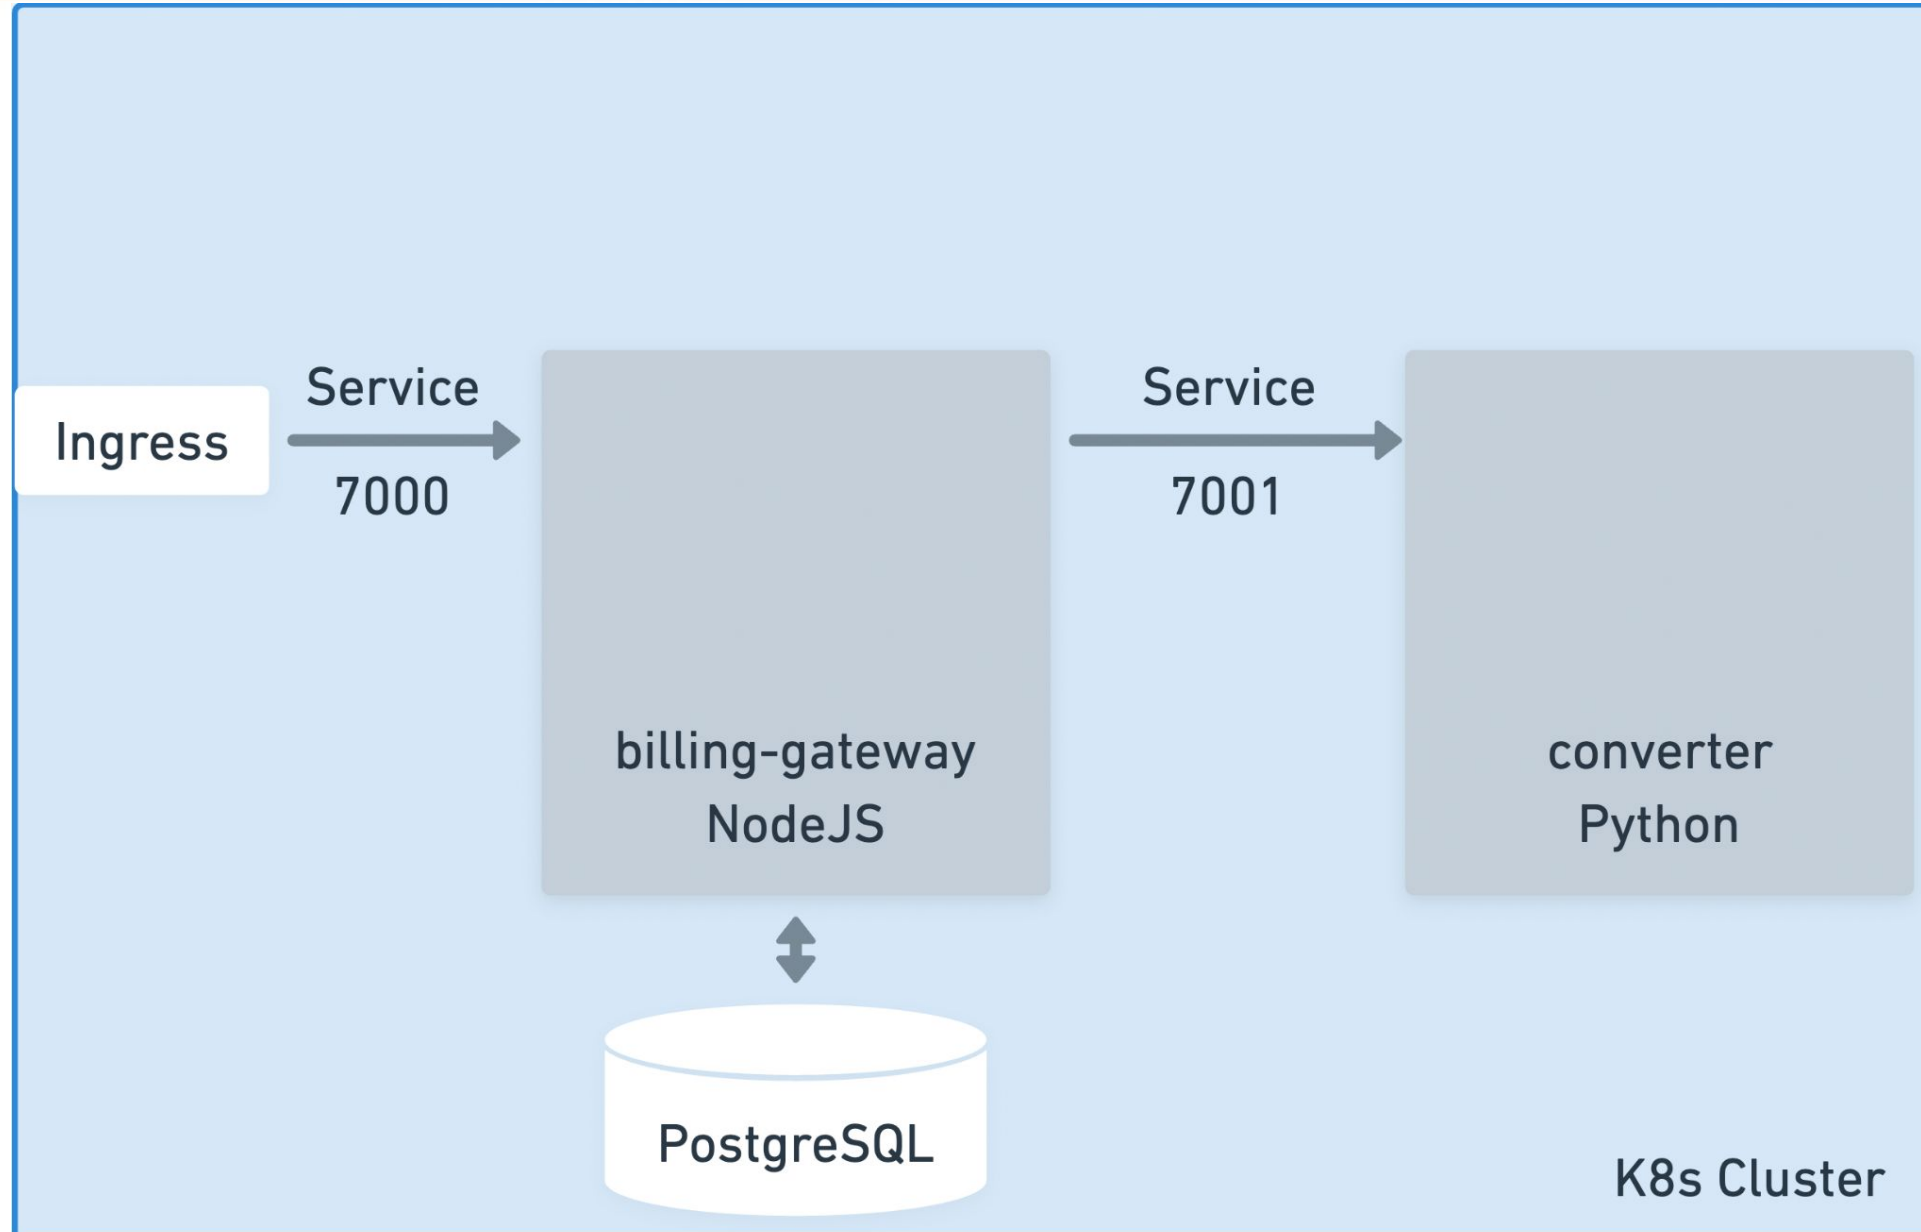 Ingress
Service
7000
billing-gateway
NodeJS
Service
7001
converter
Python
PostgreSQL
K8s Cluster